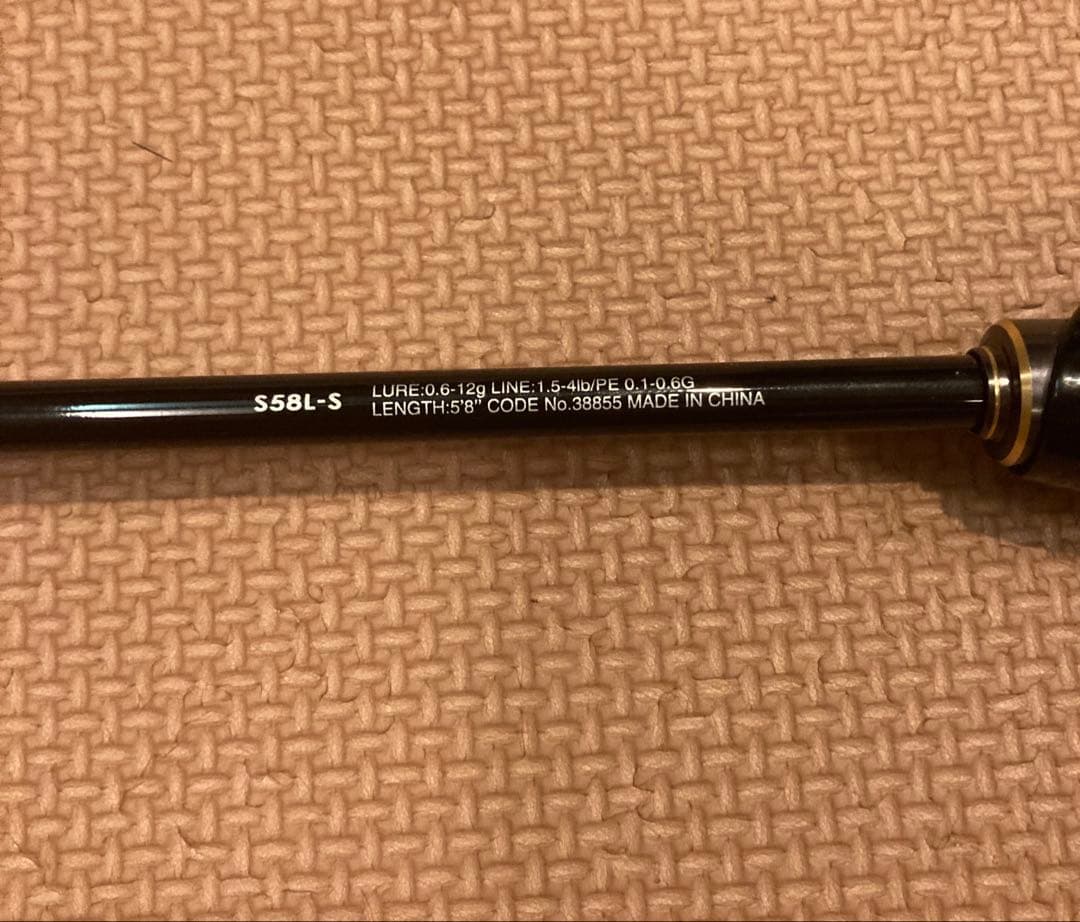 S58L-S
LURE:0.6-12g LINE:1.5-4lb/PE 0.1-0.6G
LENGTH:5'8" CODE No.38855 MADE IN CHINA